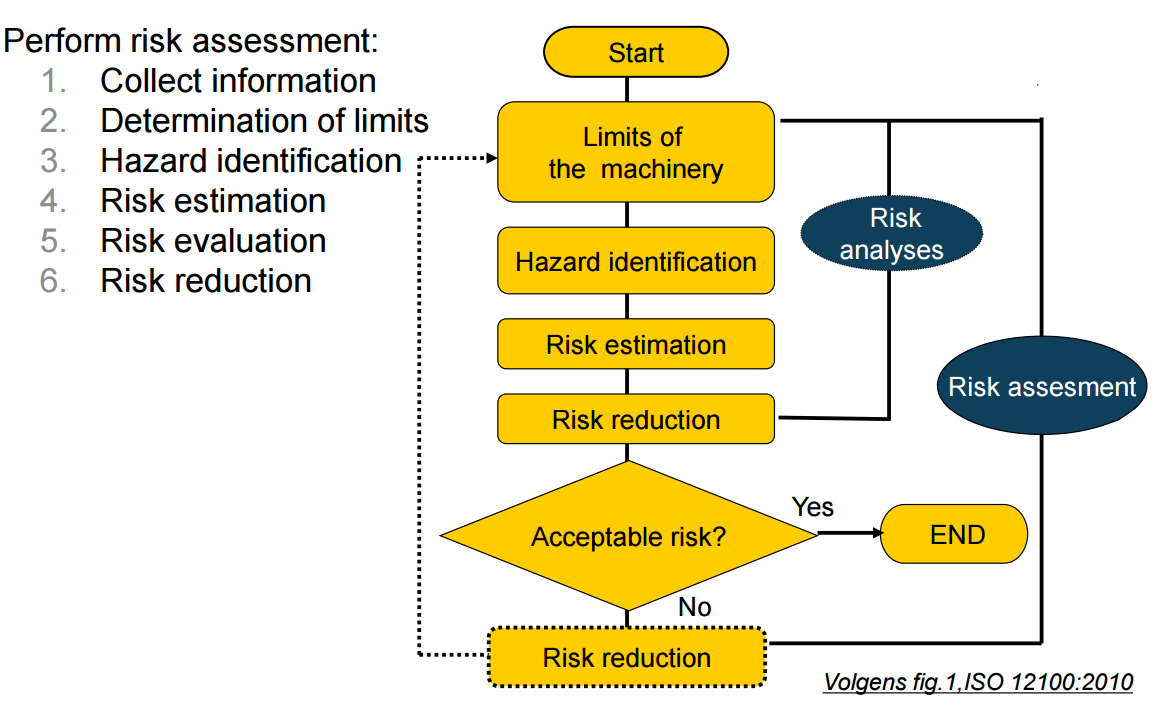 Perform risk assessment:
1. Collect information
2. Determination of limits
3. Hazard identification
4. Risk estimation
5. Risk evaluation
6. Risk reduction
Start
Limits of
the machinery
Hazard identification
Risk estimation
Risk reduction
Acceptable risk?
Yes
END
No
Risk reduction
Risk
analyses
Risk assesment
Volgens fig.1,ISO 12100:2010